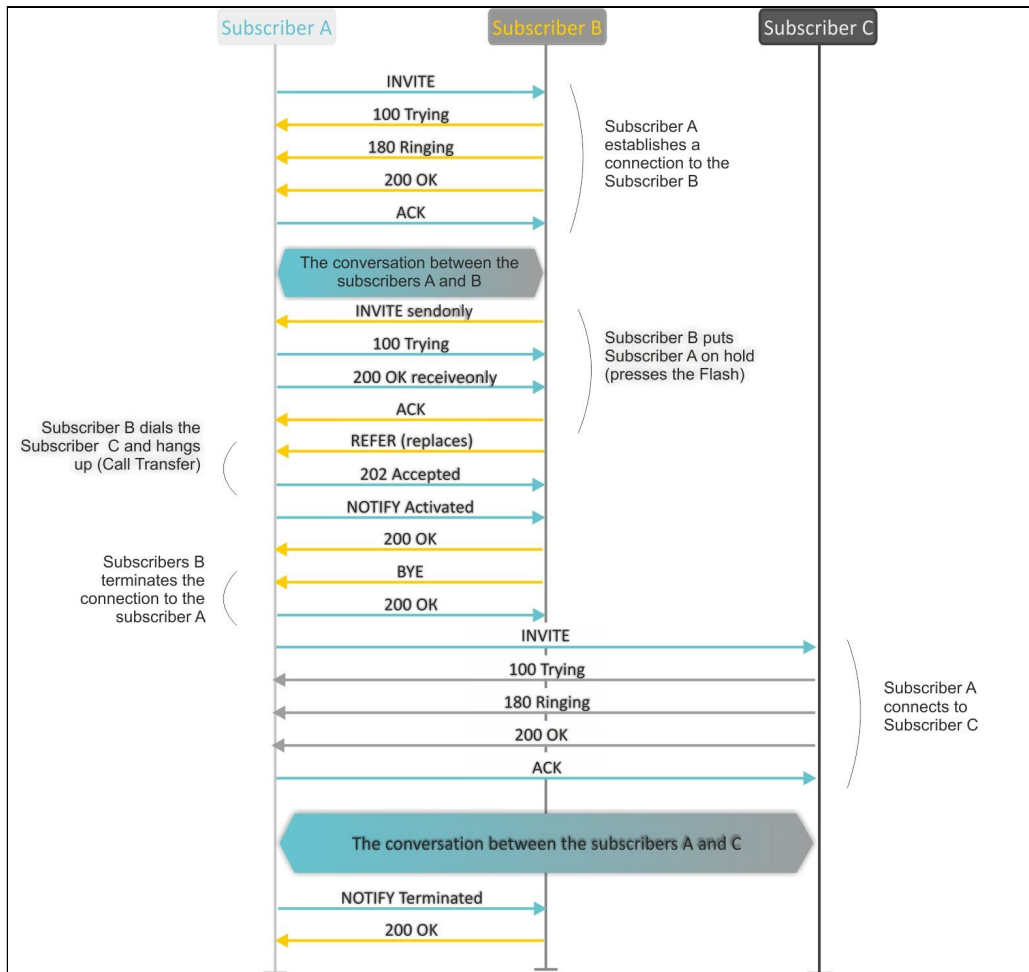 Subscriber A
Subscriber B
Subscriber C
INVITE
100 Trying
180 Ringing
200 OK
ACK
Subscriber A
establishes a
connection to the
Subscriber B
The conversation between the
subscribers A and B
INVITE sendonly
100 Trying
200 OK receiveonly
ACK
Subscriber B puts
Subscriber A on hold
(presses the Flash)
Subscriber B dials the
Subscriber C and hangs
up (Call Transfer)
REFER (replaces)
202 Accepted
NOTIFY Activated
200 OK
BYE
200 OK
Subscribers B
terminates the
connection to the
subscriber A
INVITE
100 Trying
180 Ringing
200 OK
ACK
Subscriber A
connects to
Subscriber C
The conversation between the subscribers A and C
NOTIFY Terminated
200 OK